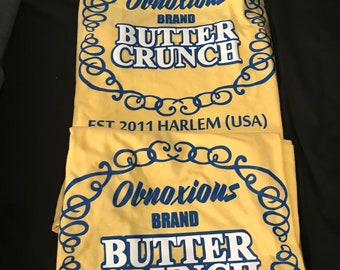 Obnoxious
BRAND
BUTTER
CRUNCH
EST 2011 HARLEM (USA)
Obnoxious
BRAND
BUTTER
CRUNCH